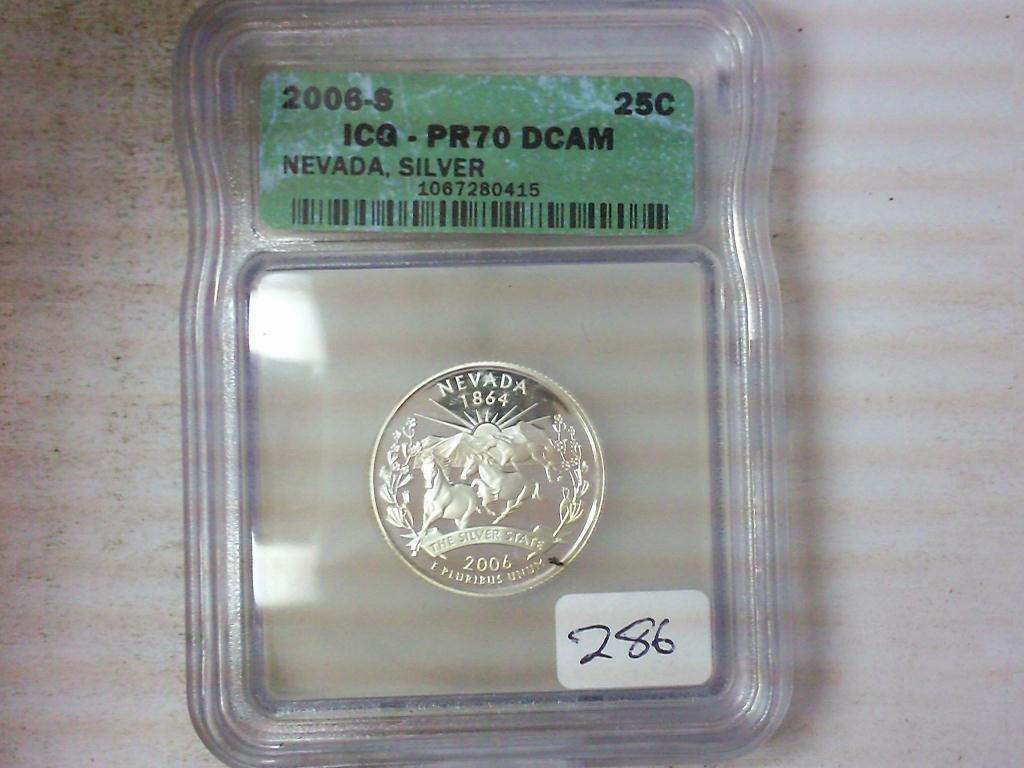 2006-S 25C
ICG - PR70 DCAM
NEVADA, SILVER
1067280415
NEVADA
1864
THE SILVER STATE
2006
E PLURIBUS UNUM
286